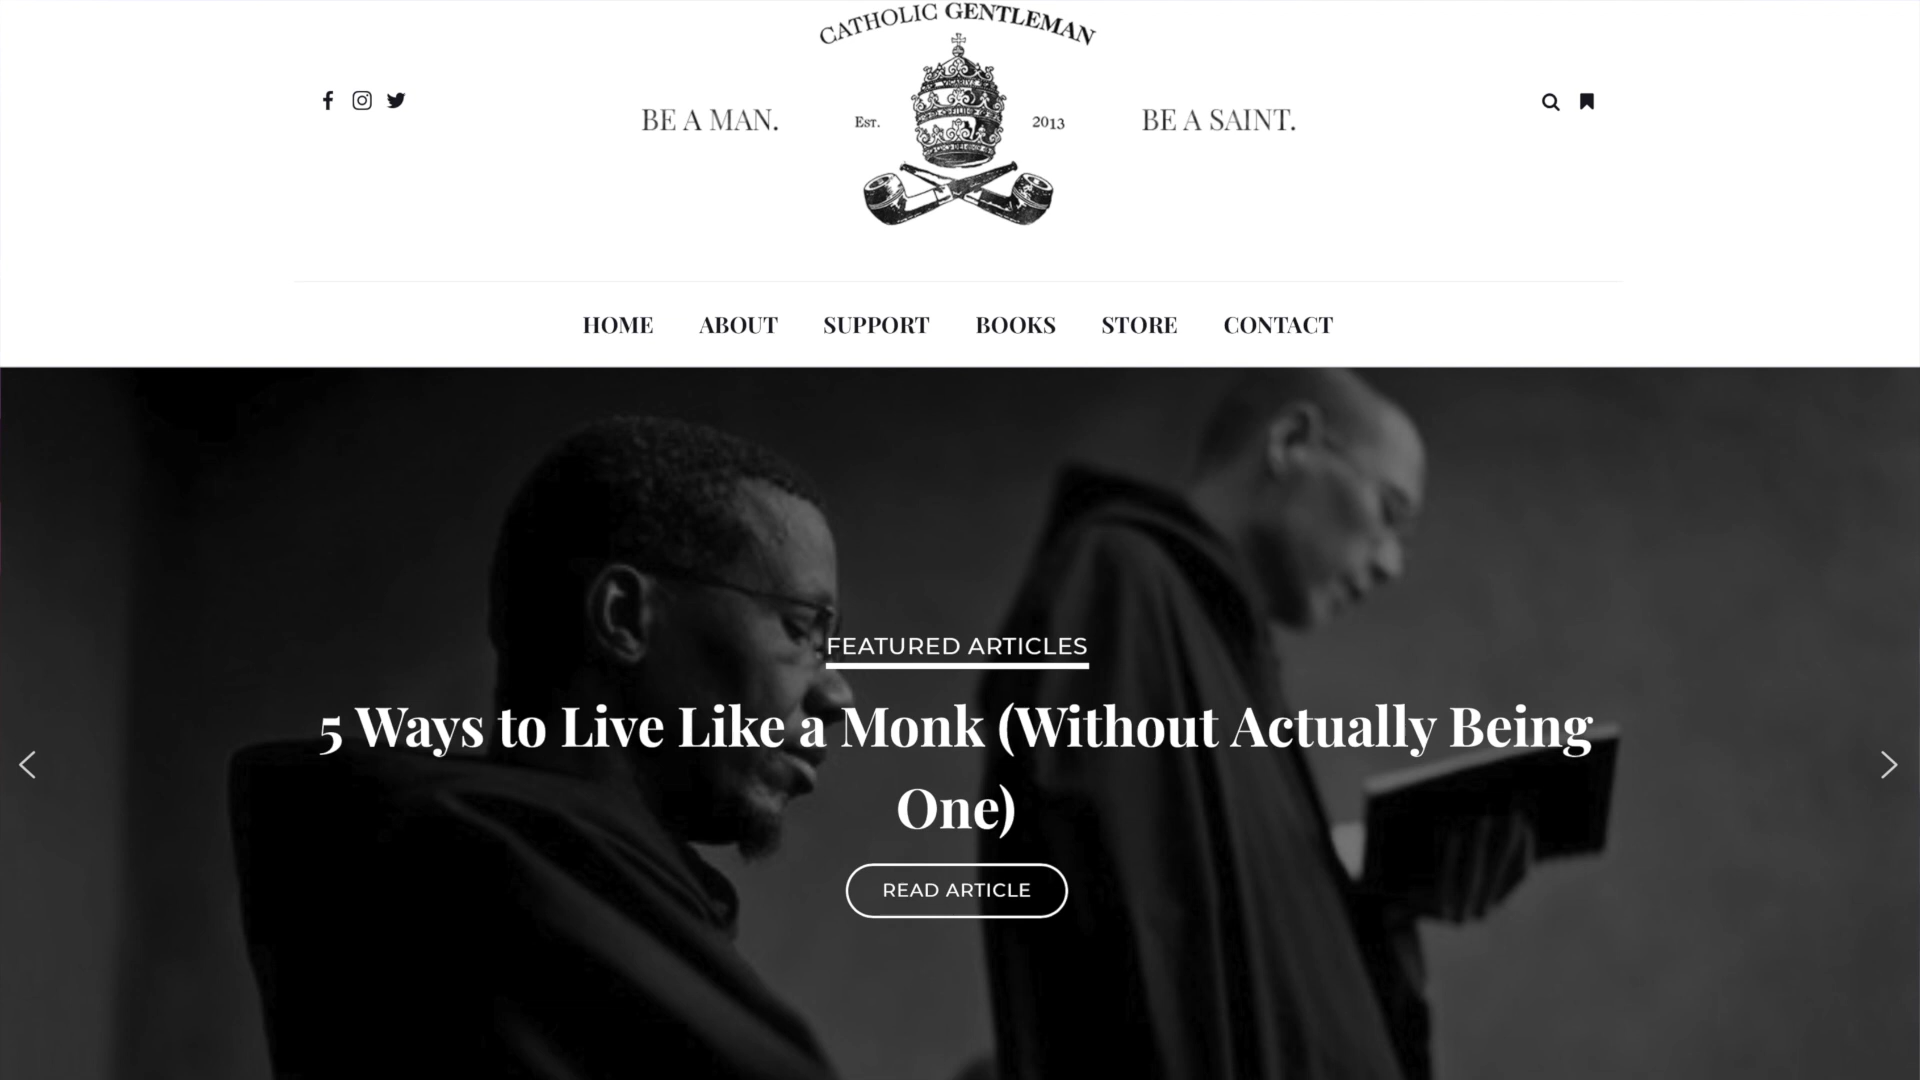 CATHOLIC GENTLEMAN
BE A MAN.
EST.
2013
BE A SAINT.
HOME
ABOUT
SUPPORT
BOOKS
STORE
CONTACT
FEATURED ARTICLES
5 Ways to Live Like a Monk (Without Actually Being
One)
READ ARTICLE